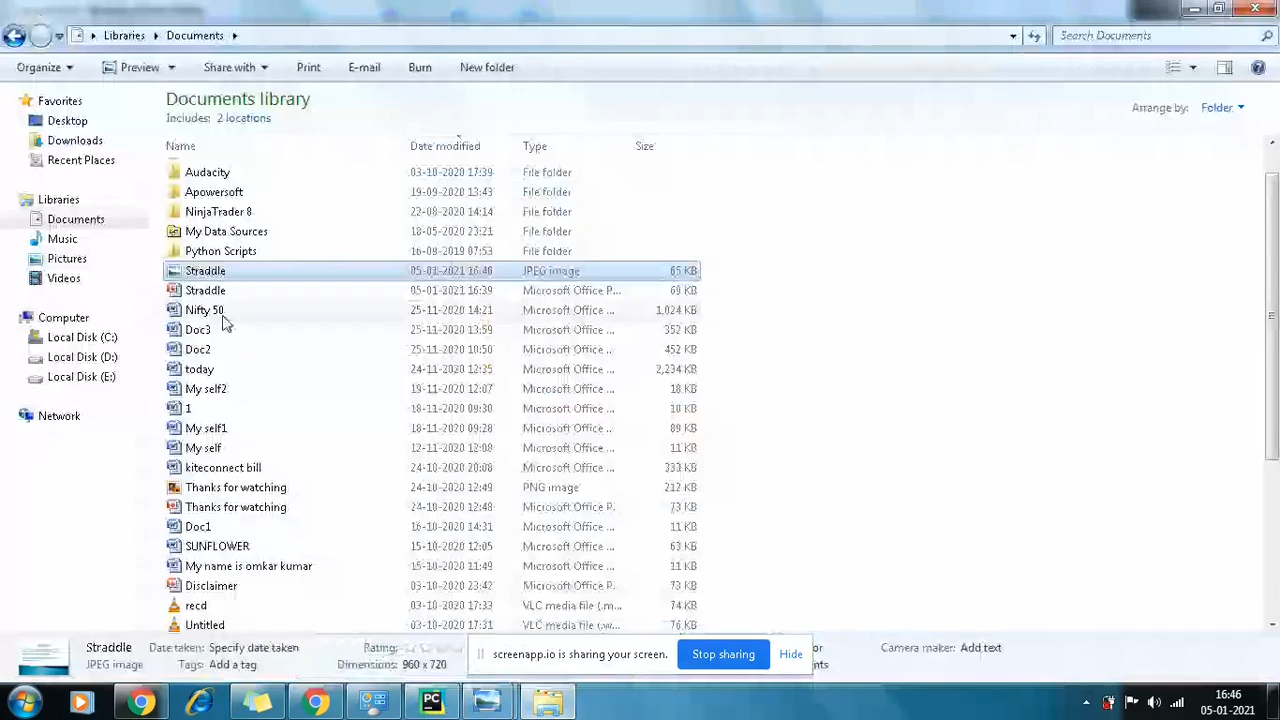 Libraries Documents Search Documents
Organize Preview Share with Print E-mail Burn New folder
Documents library
Includes: 2 locations
Arrange by: Folder
Favorites
Desktop
Downloads
Recent Places
Libraries
Documents
Music
Pictures
Videos
Computer
Local Disk (C:)
Local Disk (D:)
Local Disk (E:)
Network
Name Date modified Type Size
Audacity 03-10-2020 17:39 File folder
Apowersoft 19-09-2020 13:43 File folder
NinjaTrader 8 22-08-2020 14:14 File folder
My Data Sources 18-05-2020 23:21 File folder
Python Scripts 16-08-2019 07:53 File folder
Straddle 05-01-2021 16:40 JPEG image 65 KB
Straddle 05-01-2021 16:39 Microsoft Office P... 69 KB
Nifty 50 25-11-2020 14:21 Microsoft Office ... 1,024 KB
Doc3 25-11-2020 13:59 Microsoft Office ... 352 KB
Doc2 25-11-2020 10:50 Microsoft Office ... 452 KB
today 24-11-2020 12:35 Microsoft Office ... 2,234 KB
My self2 19-11-2020 12:07 Microsoft Office ... 18 KB
1 18-11-2020 09:30 Microsoft Office ... 10 KB
My self1 18-11-2020 09:28 Microsoft Office ... 89 KB
My self 12-11-2020 12:08 Microsoft Office ... 11 KB
kiteconnect bill 24-10-2020 20:08 Microsoft Office ... 333 KB
Thanks for watching 24-10-2020 12:49 PNG image 212 KB
Thanks for watching 24-10-2020 12:48 Microsoft Office P... 73 KB
Doc1 16-10-2020 14:31 Microsoft Office ... 11 KB
SUNFLOWER 15-10-2020 12:05 Microsoft Office ... 63 KB
My name is omkar kumar 15-10-2020 11:49 Microsoft Office ... 11 KB
Disclaimer 03-10-2020 23:42 Microsoft Office P... 73 KB
recd 03-10-2020 17:33 VLC media file (.m... 74 KB
Untitled 03-10-2020 17:31 VLC media file (.w... 76 KB
Straddle Date taken: Specify date taken Rating: Camera maker: Add text
JPEG image Tags: Add a tag Dimensions: 960 x 720
screenapp.io is sharing your screen. Stop sharing Hide
PC
16:46
05-01-2021